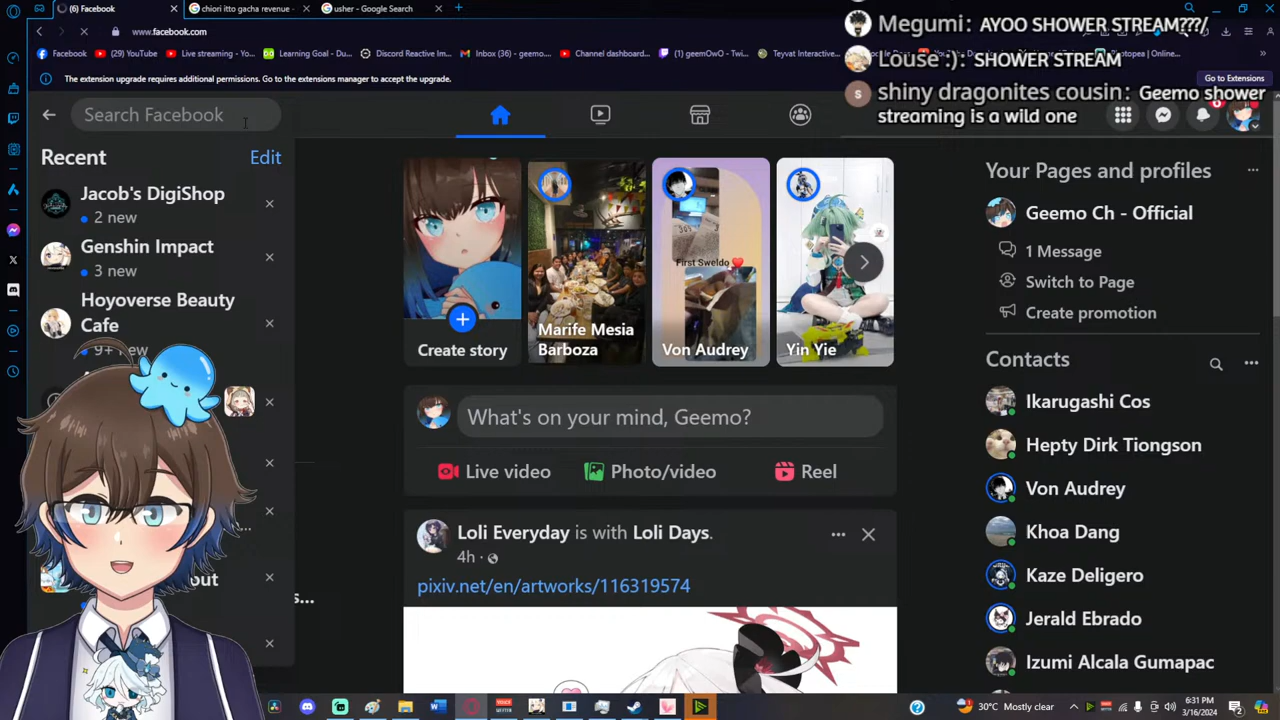 (6) Facebook
chiori itto gacha revenue -
usher - Google Search
www.facebook.com
Megumi: AYOO SHOWER STREAM???/
Louse :): SHOWER STREAM
shiny dragonites cousin: Geemo shower
streaming is a wild one
Facebook
(29) YouTube
Live streaming - Yo...
Learning Goal - Du...
Discord Reactive Im...
Inbox (36) - geemo...
Channel dashboard...
(1) geemOwO - Twi...
Teyvat Interactive...
The extension upgrade requires additional permissions. Go to the extensions manager to accept the upgrade.
Go to Extensions
Search Facebook
Recent
Edit
Jacob's DigiShop
2 new
Genshin Impact
3 new
Hoyoverse Beauty
Cafe
9+ new
out
s...
Create story
Marife Mesia
Barboza
First Sweldo
Von Audrey
Yin Yie
What's on your mind, Geemo?
Live video
Photo/video
Reel
Loli Everyday is with Loli Days.
4h
pixiv.net/en/artworks/116319574
Your Pages and profiles
Geemo Ch - Official
1 Message
Switch to Page
Create promotion
Contacts
Ikarugashi Cos
Hepty Dirk Tiongson
Von Audrey
Khoa Dang
Kaze Deligero
Jerald Ebrado
Izumi Alcala Gumapac
30°C Mostly clear
6:31 PM
3/16/2024